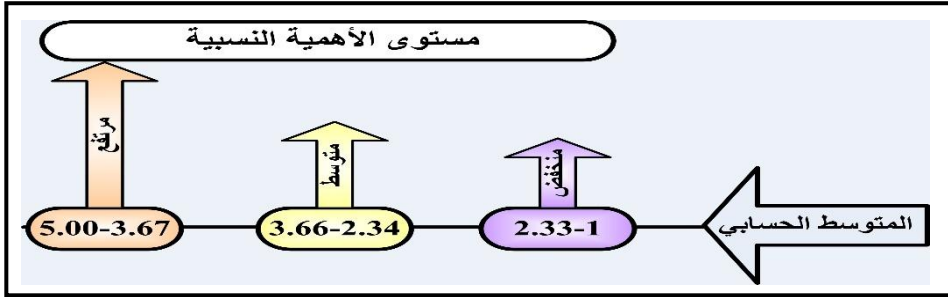 مستوى الأهمية النسبية
مرتفع
متوسط
منخفض
المتوسط الحسابي
2.33-1
3.66-2.34
5.00-3.67